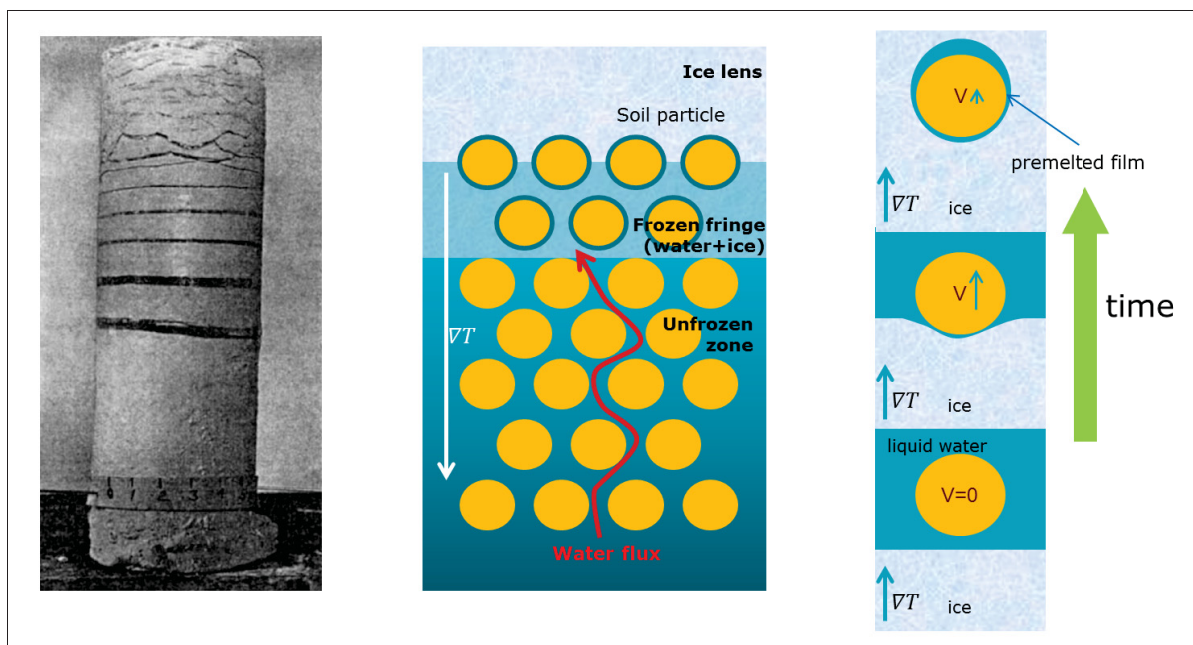 Ice lens
Soil particle
Frozen fringe
(water+ice)
∇T
Unfrozen
zone
Water flux
V
premelted film
∇T ice
V
∇T ice
time
liquid water
V=0
∇T ice